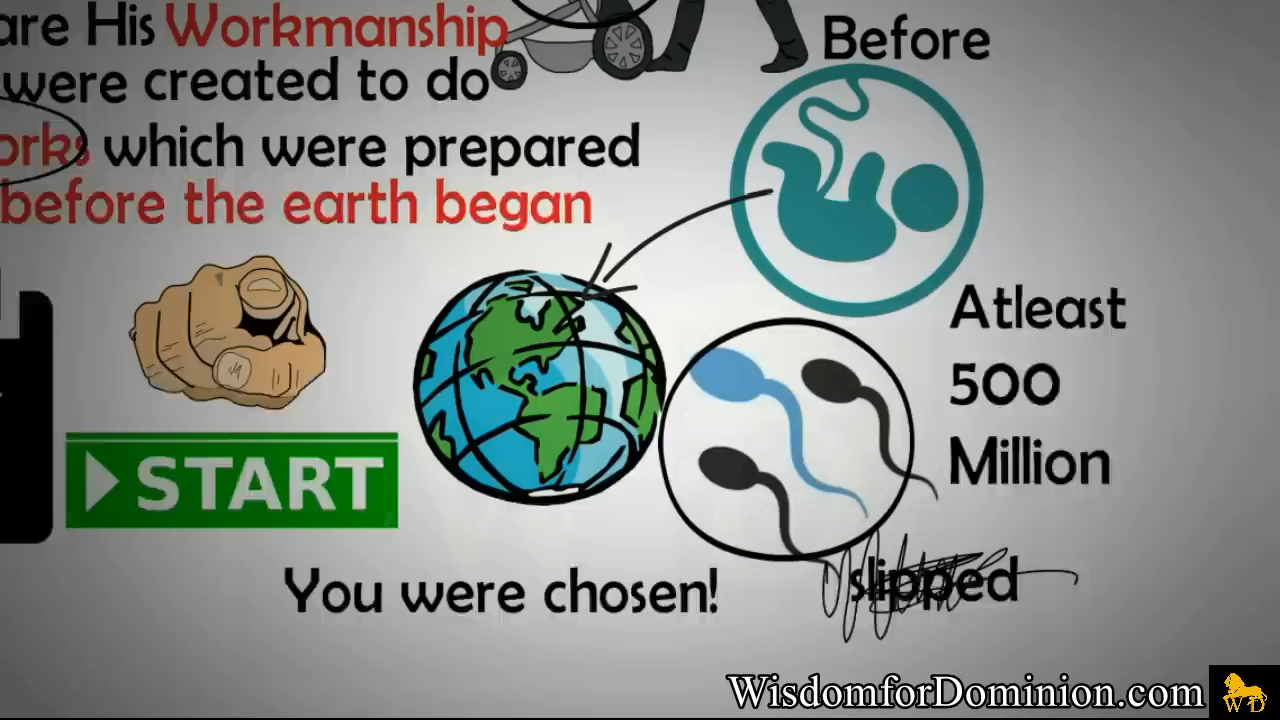 are His Workmanship
were created to do
orks which were prepared
before the earth began
Before
Atleast
500
Million
START
You were chosen!
slipped
WisdomforDominion.com
WD